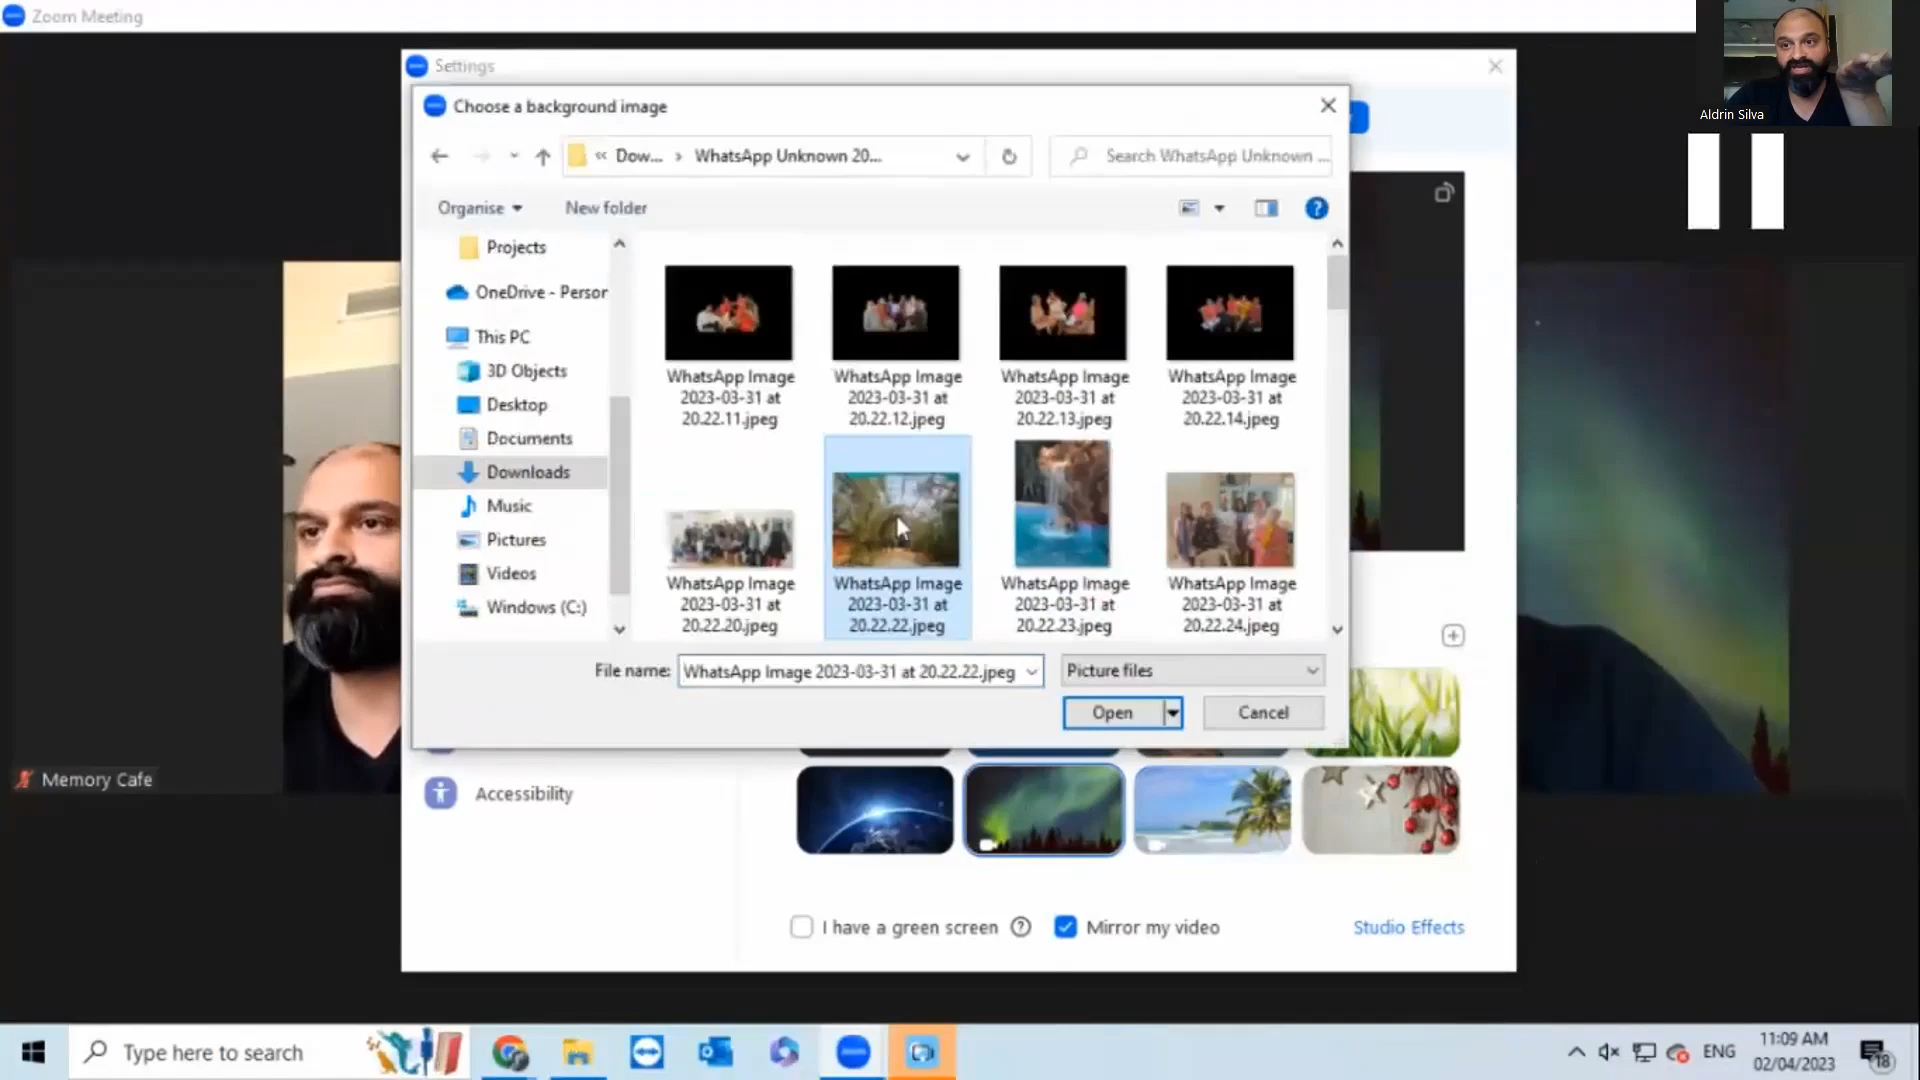 Zoom Meeting
Aldrin Silva
Settings
Choose a background image
« Dow... › WhatsApp Unknown 20...
Search WhatsApp Unknown ...
Organise
New folder
Projects
OneDrive - Person
This PC
3D Objects
Desktop
Documents
Downloads
Music
Pictures
Videos
Windows (C:)
WhatsApp Image
2023-03-31 at
20.22.11.jpeg
WhatsApp Image
2023-03-31 at
20.22.12.jpeg
WhatsApp Image
2023-03-31 at
20.22.13.jpeg
WhatsApp Image
2023-03-31 at
20.22.14.jpeg
WhatsApp Image
2023-03-31 at
20.22.20.jpeg
WhatsApp Image
2023-03-31 at
20.22.22.jpeg
WhatsApp Image
2023-03-31 at
20.22.23.jpeg
WhatsApp Image
2023-03-31 at
20.22.24.jpeg
File name:
WhatsApp Image 2023-03-31 at 20.22.22.jpeg
Picture files
Open
Cancel
Memory Cafe
Accessibility
I have a green screen
Mirror my video
Studio Effects
Type here to search
ENG
11:09 AM
02/04/2023
18